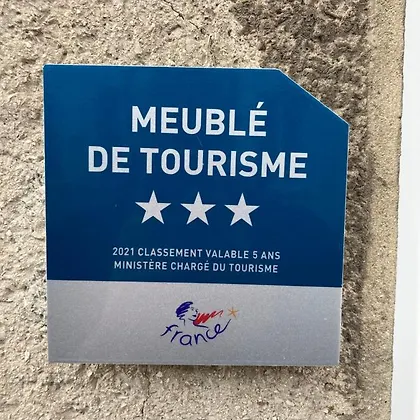 MEUBLÉ
DE TOURISME
2021 CLASSEMENT VALABLE 5 ANS
MINISTÈRE CHARGÉ DU TOURISME
france